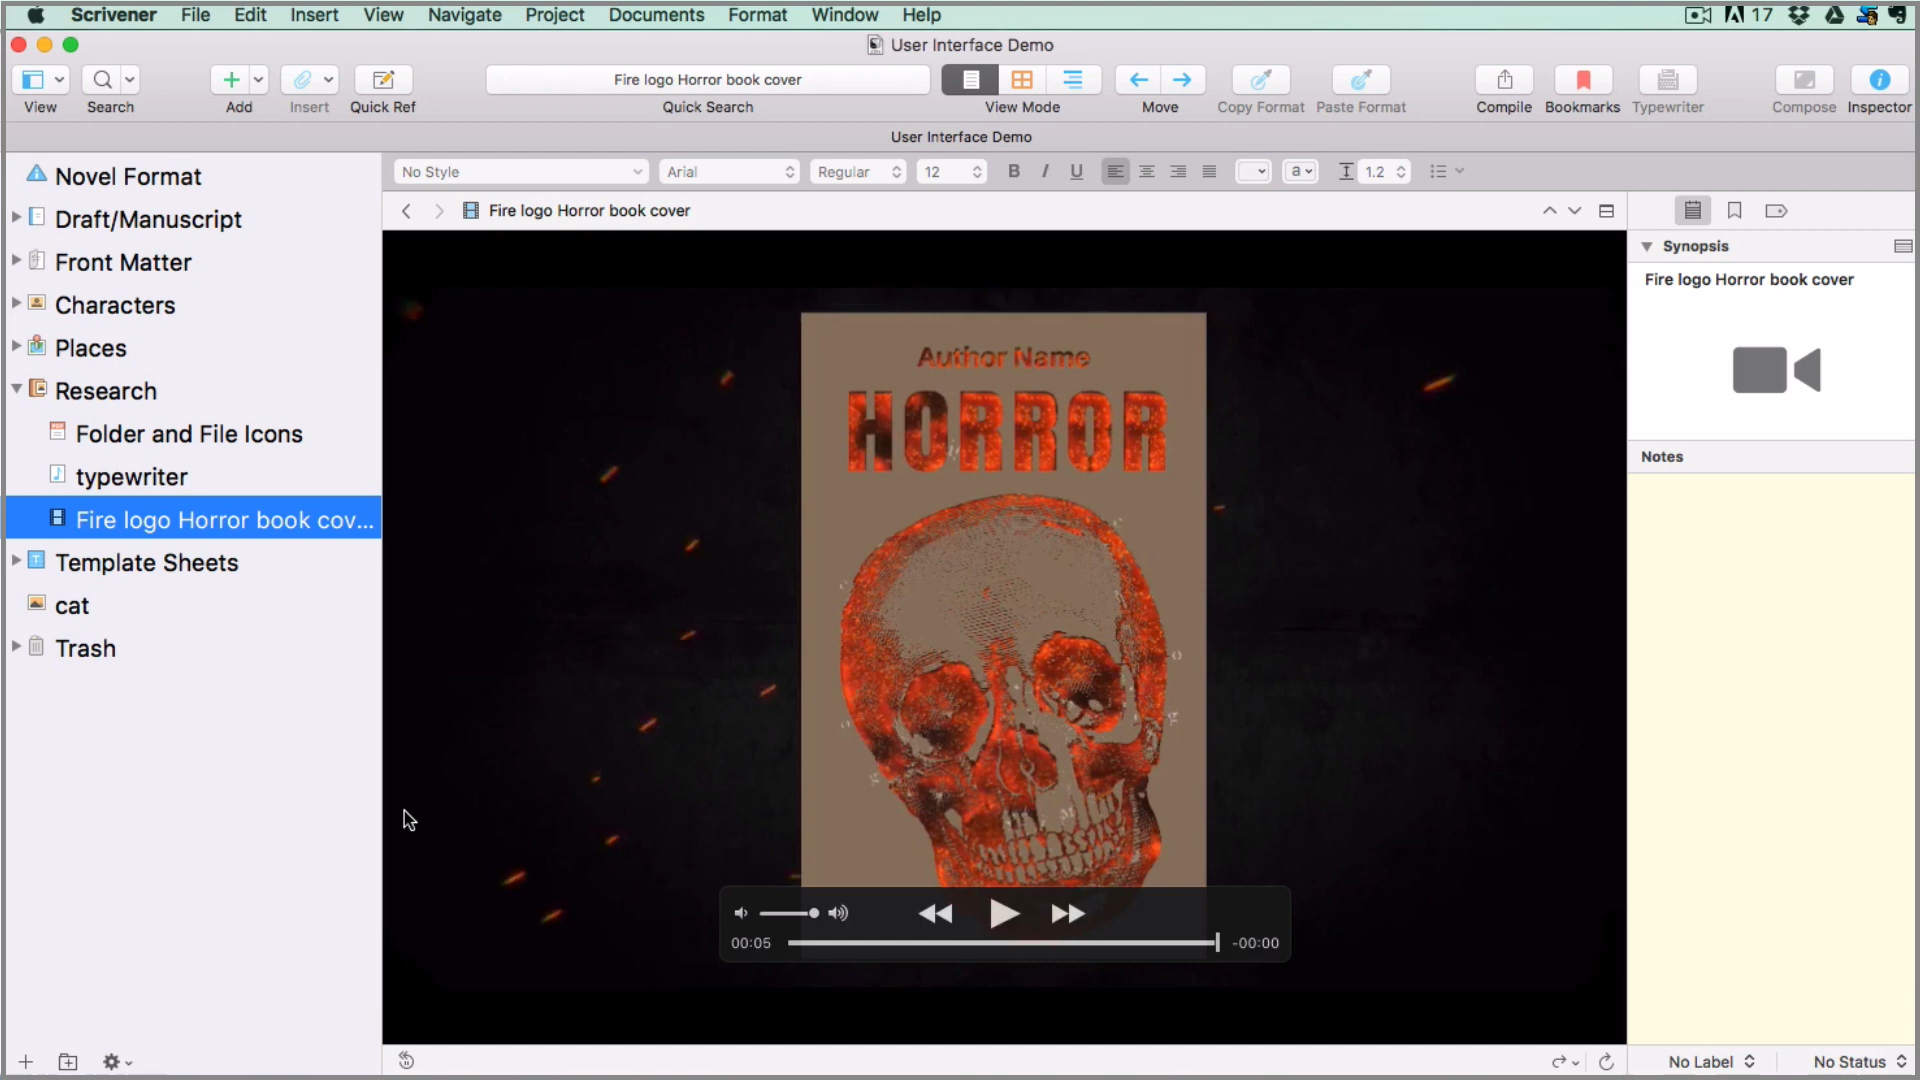 Scrivener File Edit Insert View Navigate Project Documents Format Window Help 17
User Interface Demo
Fire logo Horror book cover
View Search Add Insert Quick Ref Quick Search View Mode Move Copy Format Paste Format Compile Bookmarks Typewriter Compose Inspector
User Interface Demo
No Style Arial Regular 12 B I U a 1.2
Novel Format
Draft/Manuscript
Front Matter
Characters
Places
Research
Folder and File Icons
typewriter
Fire logo Horror book cov...
Template Sheets
cat
Trash
Fire logo Horror book cover
Author Name
HORROR
00:05 -00:00
Synopsis
Fire logo Horror book cover
Notes
No Label No Status